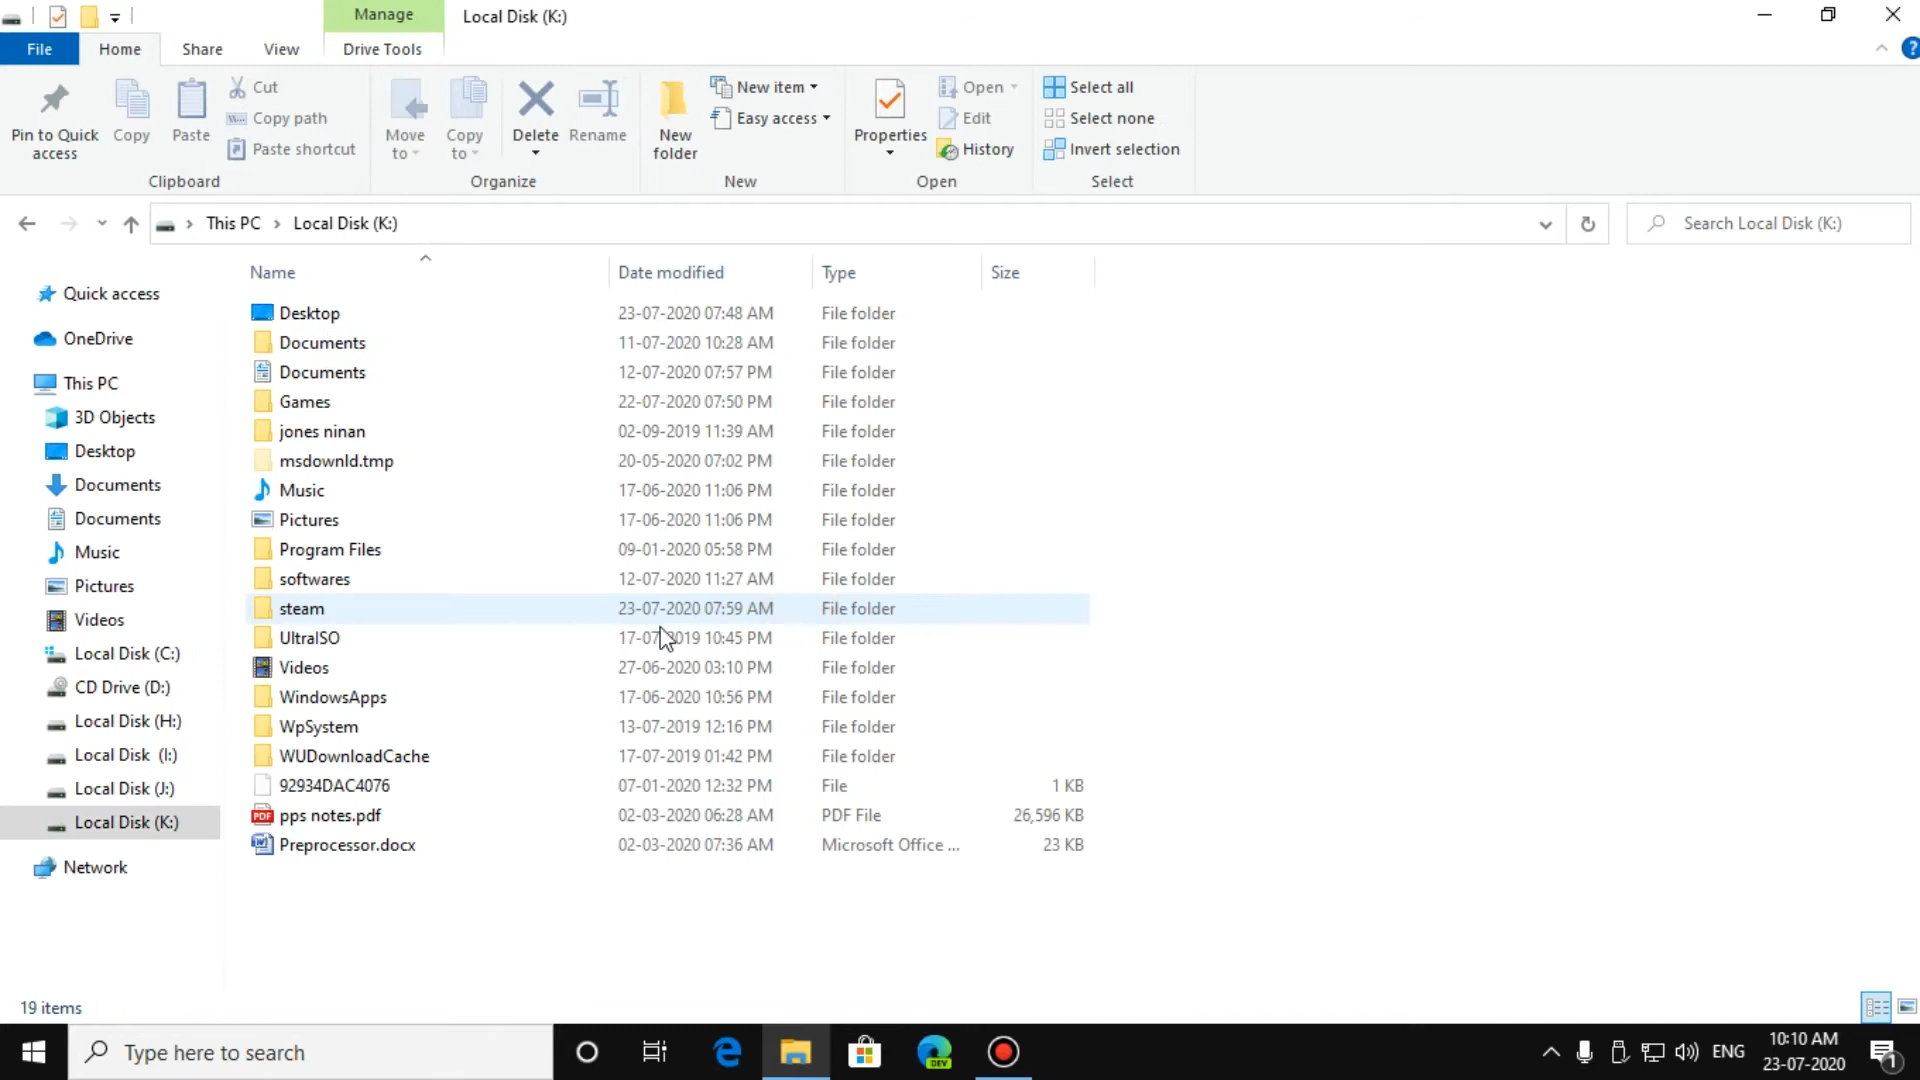 Manage Local Disk (K:)
File Home Share View Drive Tools
Pin to Quick access
Copy
Paste
Cut
Copy path
Paste shortcut
Clipboard
Move to
Copy to
Delete
Rename
Organize
New folder
New item
Easy access
New
Properties
Open
Edit
History
Open
Select all
Select none
Invert selection
Select
This PC Local Disk (K:)
Search Local Disk (K:)
Quick access
OneDrive
This PC
3D Objects
Desktop
Documents
Documents
Music
Pictures
Videos
Local Disk (C:)
CD Drive (D:)
Local Disk (H:)
Local Disk (I:)
Local Disk (J:)
Local Disk (K:)
Network
Name Date modified Type Size
Desktop 23-07-2020 07:48 AM File folder
Documents 11-07-2020 10:28 AM File folder
Documents 12-07-2020 07:57 PM File folder
Games 22-07-2020 07:50 PM File folder
jones ninan 02-09-2019 11:39 AM File folder
msdownld.tmp 20-05-2020 07:02 PM File folder
Music 17-06-2020 11:06 PM File folder
Pictures 17-06-2020 11:06 PM File folder
Program Files 09-01-2020 05:58 PM File folder
softwares 12-07-2020 11:27 AM File folder
steam 23-07-2020 07:59 AM File folder
UltraISO 17-07-2019 10:45 PM File folder
Videos 27-06-2020 03:10 PM File folder
WindowsApps 17-06-2020 10:56 PM File folder
WpSystem 13-07-2019 12:16 PM File folder
WUDownloadCache 17-07-2019 01:42 PM File folder
92934DAC4076 07-01-2020 12:32 PM File 1 KB
pps notes.pdf 02-03-2020 06:28 AM PDF File 26,596 KB
Preprocessor.docx 02-03-2020 07:36 AM Microsoft Office ... 23 KB
19 items
Type here to search
DEV
ENG
10:10 AM
23-07-2020
1